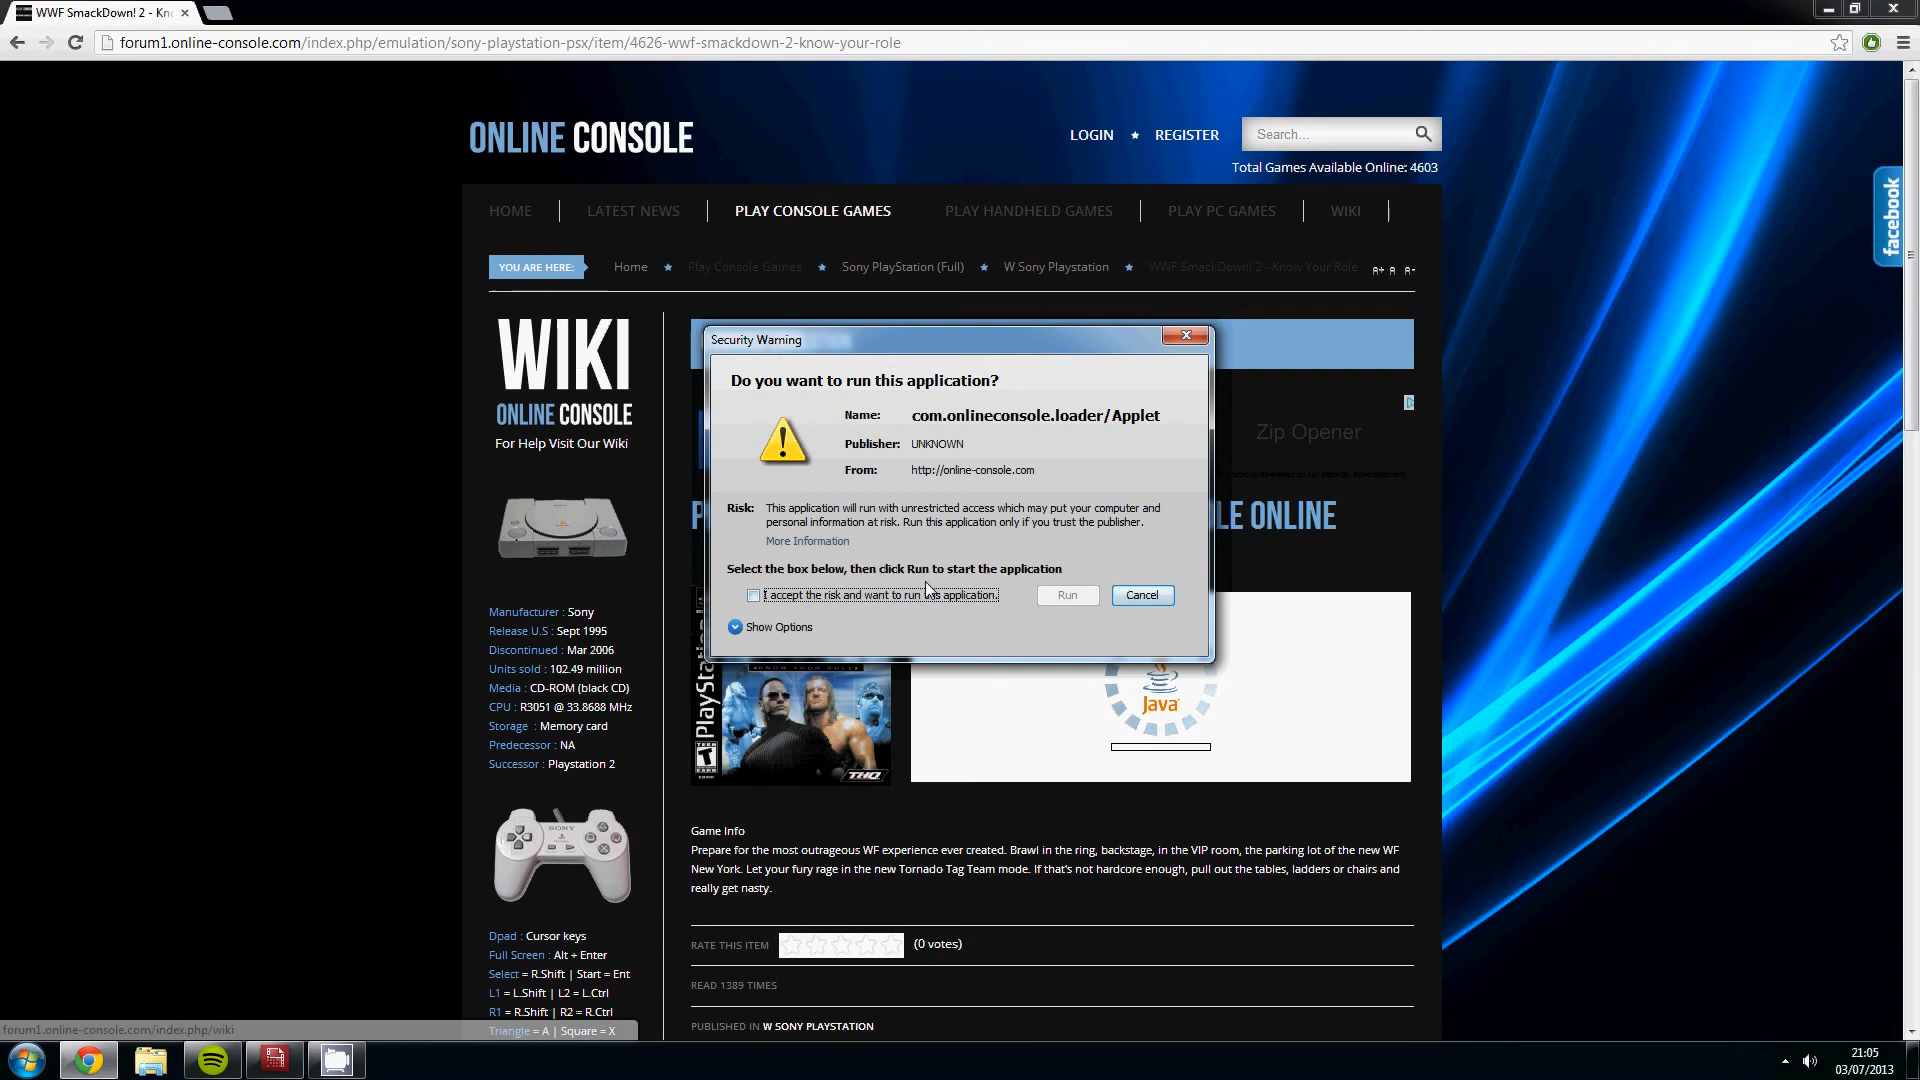 WWF SmackDown! 2 - Kn
forum1.online-console.com/index.php/emulation/sony-playstation-psx/item/4626-wwf-smackdown-2-know-your-role
ONLINE CONSOLE
LOGIN REGISTER
Search...
Total Games Available Online: 4603
HOME LATEST NEWS PLAY CONSOLE GAMES PLAY HANDHELD GAMES PLAY PC GAMES WIKI
YOU ARE HERE: Home Play Console Games Sony PlayStation (Full) W Sony Playstation WWF SmackDown! 2 - Know Your Role A+ A A-
facebook
WIKI
ONLINE CONSOLE
For Help Visit Our Wiki
Manufacturer : Sony
Release U.S : Sept 1995
Discontinued : Mar 2006
Units sold : 102.49 million
Media : CD-ROM (black CD)
CPU : R3051 @ 33.8688 MHz
Storage : Memory card
Predecessor : NA
Successor : Playstation 2
SONY
Dpad : Cursor keys
Full Screen : Alt + Enter
Select = R.Shift | Start = Ent
L1 = L.Shift | L2 = L.Ctrl
R1 = R.Shift | R2 = R.Ctrl
Triangle = A | Square = X
Security Warning
Do you want to run this application?
Name: com.onlineconsole.loader/Applet
Publisher: UNKNOWN
From: http://online-console.com
Risk: This application will run with unrestricted access which may put your computer and
personal information at risk. Run this application only if you trust the publisher.
More Information
Select the box below, then click Run to start the application
I accept the risk and want to run this application.
Run Cancel
Show Options
Zip Opener
LE ONLINE
PlayStation
KNOW YOUR ROLE
TEEN
T
ESRB
THQ
Java
Game Info
Prepare for the most outrageous WF experience ever created. Brawl in the ring, backstage, in the VIP room, the parking lot of the new WF
New York. Let your fury rage in the new Tornado Tag Team mode. If that's not hardcore enough, pull out the tables, ladders or chairs and
really get nasty.
RATE THIS ITEM (0 votes)
READ 1389 TIMES
PUBLISHED IN W SONY PLAYSTATION
forum1.online-console.com/index.php/wiki
21:05
03/07/2013